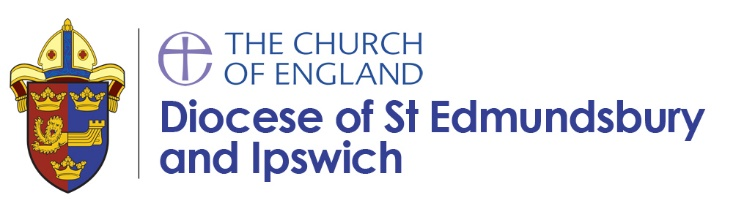 THE CHURCH
OF ENGLAND
Diocese of St Edmundsbury
and Ipswich